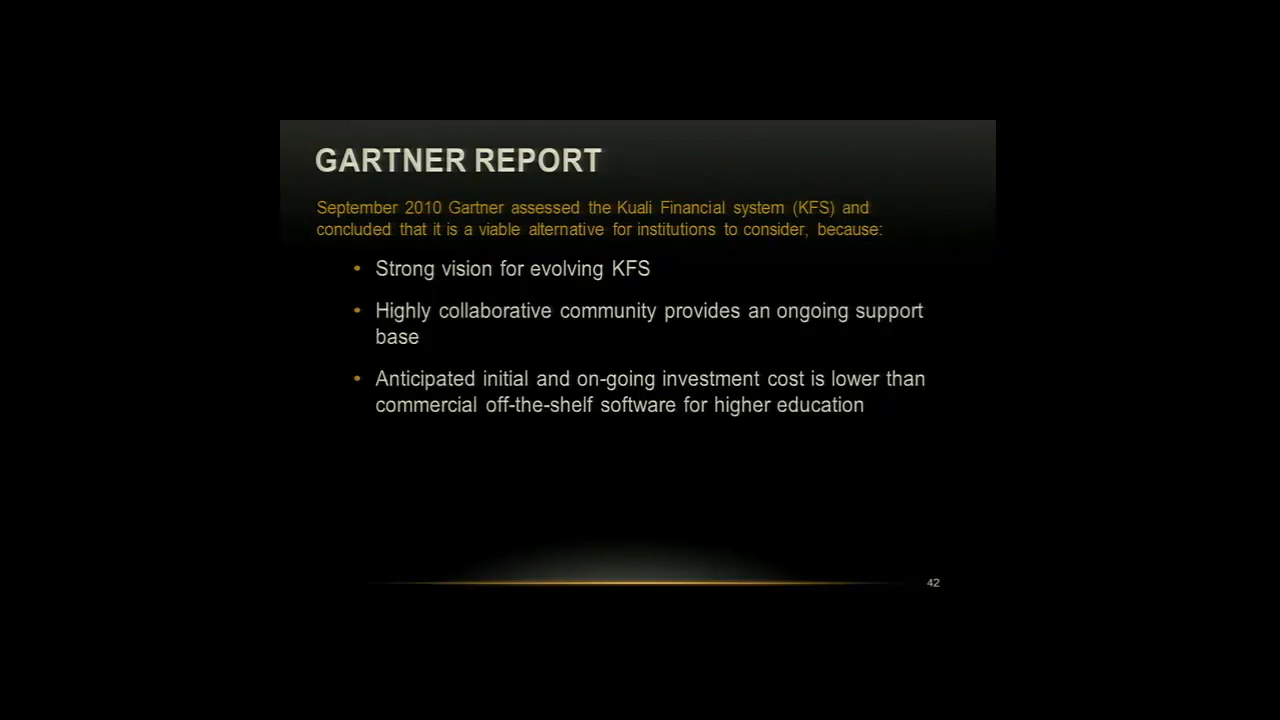 GARTNER REPORT
September 2010 Gartner assessed the Kuali Financial system (KFS) and
concluded that it is a viable alternative for institutions to consider, because:
• Strong vision for evolving KFS
• Highly collaborative community provides an ongoing support
base
• Anticipated initial and on-going investment cost is lower than
commercial off-the-shelf software for higher education
42